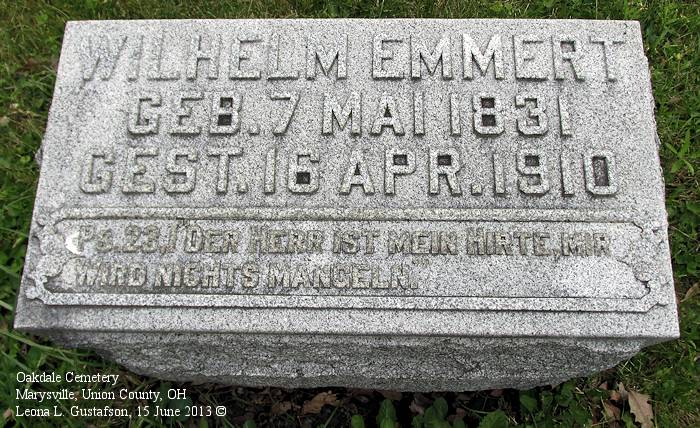 WILHELM EMMERT
GEB. 7 MAI 1831
GEST. 16 APR. 1910
Ps. 23,1 DER HERR IST MEIN HIRTE, MIR
WIRD NICHTS MANGELN.
Oakdale Cemetery
Marysville, Union County, OH
Leona L. Gustafson, 15 June 2013 ©